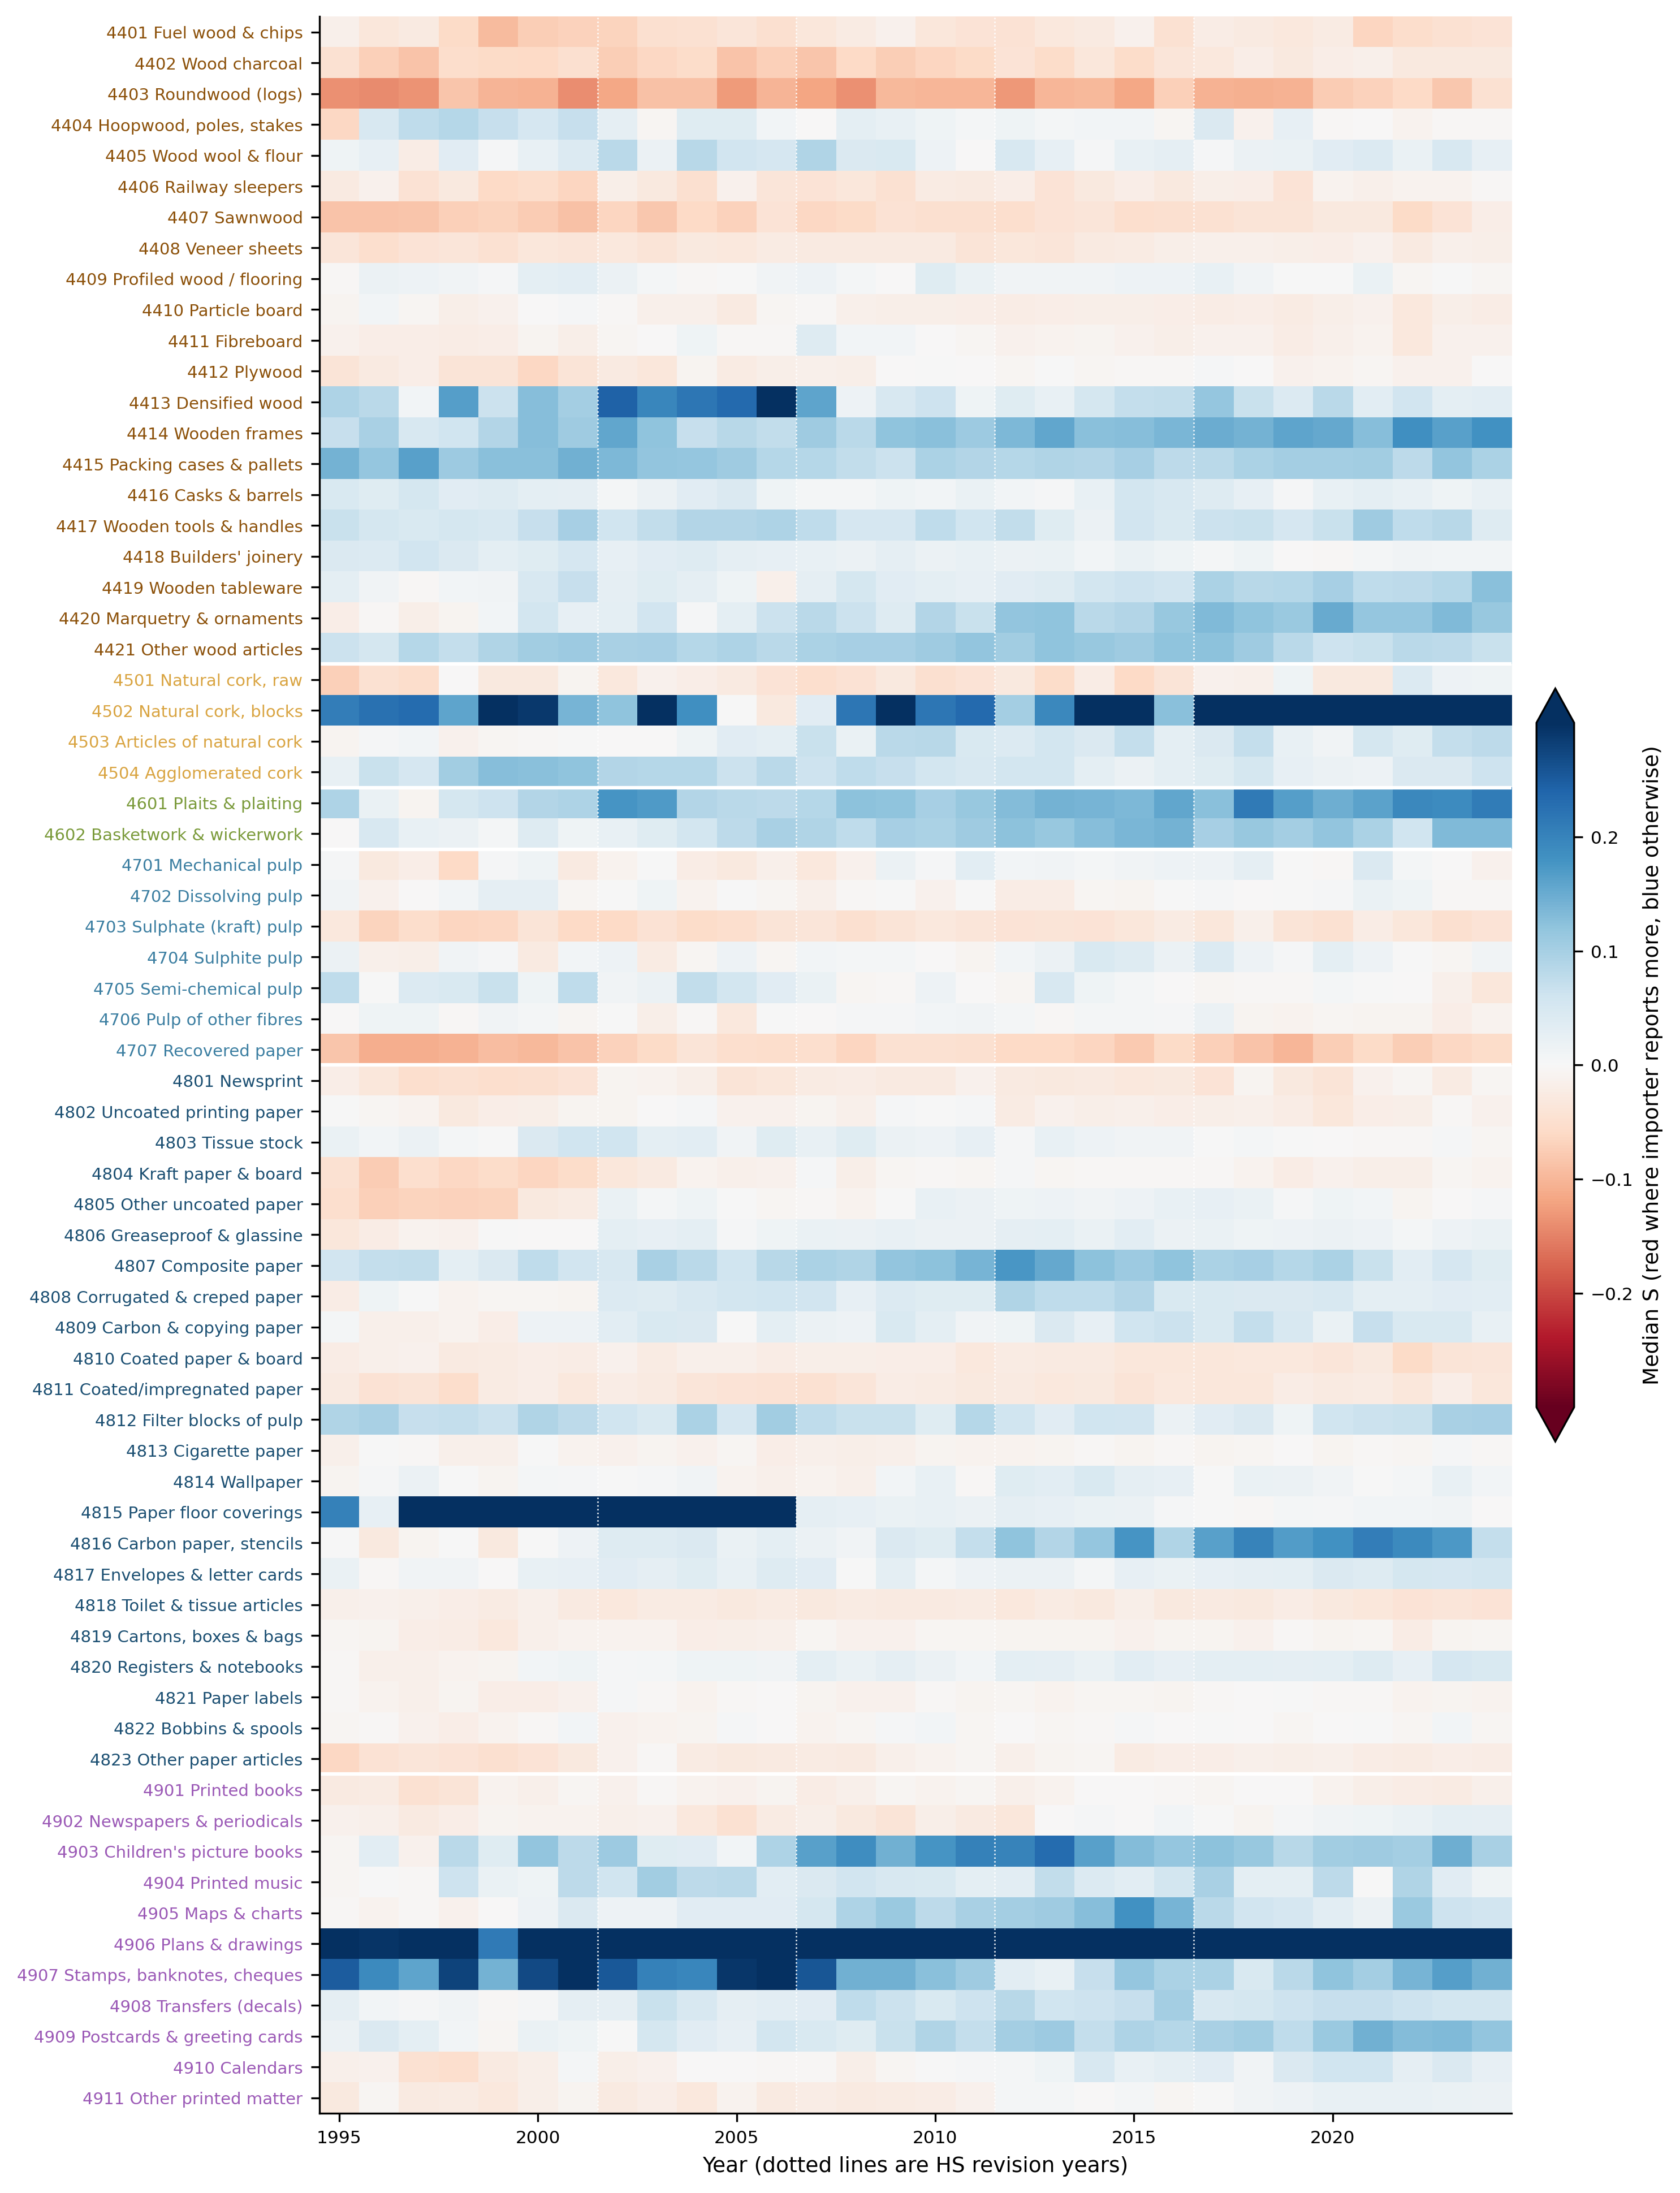 4401 Fuel wood & chips
4402 Wood charcoal
4403 Roundwood (logs)
4404 Hoopwood, poles, stakes
4405 Wood wool & flour
4406 Railway sleepers
4407 Sawnwood
4408 Veneer sheets
4409 Profiled wood / flooring
4410 Particle board
4411 Fibreboard
4412 Plywood
4413 Densified wood
4414 Wooden frames
4415 Packing cases & pallets
4416 Casks & barrels
4417 Wooden tools & handles
4418 Builders' joinery
4419 Wooden tableware
4420 Marquetry & ornaments
4421 Other wood articles
4501 Natural cork, raw
4502 Natural cork, blocks
4503 Articles of natural cork
4504 Agglomerated cork
4601 Plaits & plaiting
4602 Basketwork & wickerwork
4701 Mechanical pulp
4702 Dissolving pulp
4703 Sulphate (kraft) pulp
4704 Sulphite pulp
4705 Semi-chemical pulp
4706 Pulp of other fibres
4707 Recovered paper
4801 Newsprint
4802 Uncoated printing paper
4803 Tissue stock
4804 Kraft paper & board
4805 Other uncoated paper
4806 Greaseproof & glassine
4807 Composite paper
4808 Corrugated & creped paper
4809 Carbon & copying paper
4810 Coated paper & board
4811 Coated/impregnated paper
4812 Filter blocks of pulp
4813 Cigarette paper
4814 Wallpaper
4815 Paper floor coverings
4816 Carbon paper, stencils
4817 Envelopes & letter cards
4818 Toilet & tissue articles
4819 Cartons, boxes & bags
4820 Registers & notebooks
4821 Paper labels
4822 Bobbins & spools
4823 Other paper articles
4901 Printed books
4902 Newspapers & periodicals
4903 Children's picture books
4904 Printed music
4905 Maps & charts
4906 Plans & drawings
4907 Stamps, banknotes, cheques
4908 Transfers (decals)
4909 Postcards & greeting cards
4910 Calendars
4911 Other printed matter
1995 2000 2005 2010 2015 2020
Year (dotted lines are HS revision years)
0.2
0.1
0.0
−0.1
−0.2
Median S (red where importer reports more, blue otherwise)